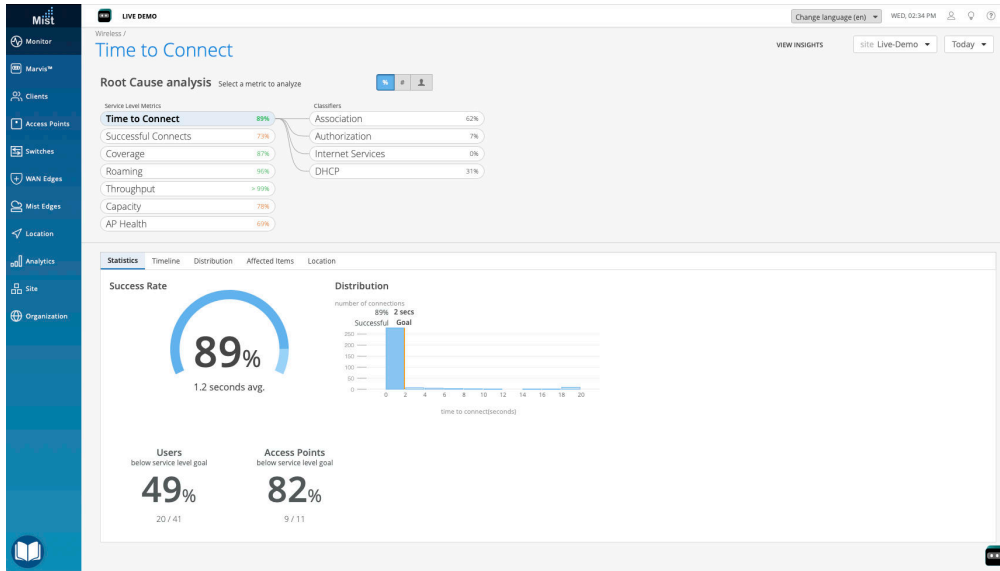 Mist
LIVE DEMO
Change language (en)
WED, 02:34 PM
Monitor
Marvis™
Clients
Access Points
Switches
WAN Edges
Mist Edges
Location
Analytics
Site
Organization
Wireless /
Time to Connect
VIEW INSIGHTS
site Live-Demo
Today
Root Cause analysis Select a metric to analyze
% #
Service Level Metrics
Time to Connect 89%
Successful Connects 73%
Coverage 87%
Roaming 96%
Throughput > 99%
Capacity 78%
AP Health 69%
Classifiers
Association 62%
Authorization 7%
Internet Services 0%
DHCP 31%
Statistics Timeline Distribution Affected Items Location
Success Rate
89%
1.2 seconds avg.
Distribution
number of connections
89% 2 secs
Successful Goal
250
200
150
100
50
0
0 2 4 6 8 10 12 14 16 18 20
time to connect(seconds)
Users
below service level goal
49%
20 / 41
Access Points
below service level goal
82%
9 / 11